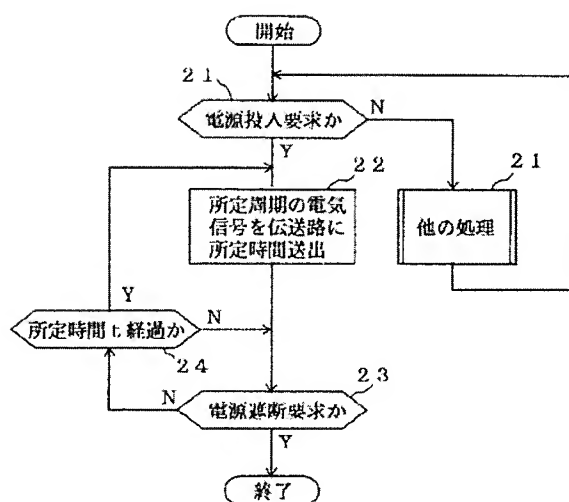 開始
21
電源投入要求か
N
Y
22
21
所定周期の電気
信号を伝送路に
所定時間送出
他の処理
Y
所定時間t経過か
N
24
23
N
電源遮断要求か
Y
終了